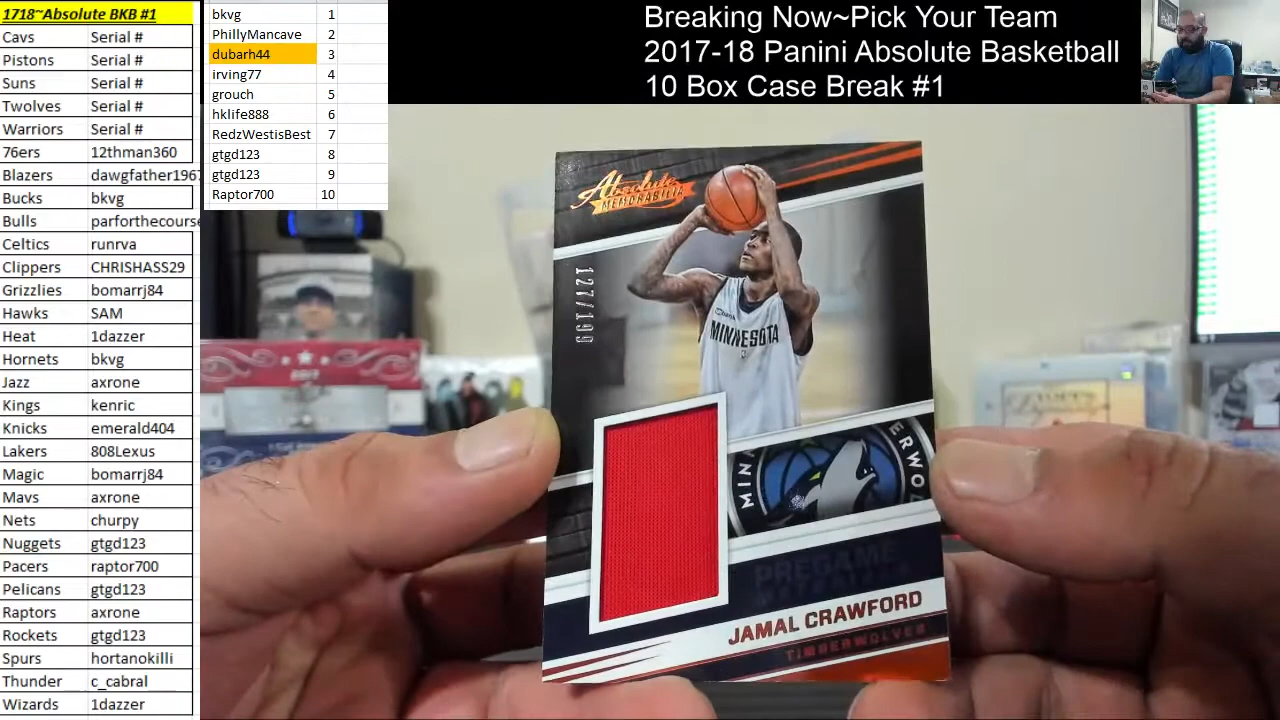 1718~Absolute BKB #1
Cavs Serial #
Pistons Serial #
Suns Serial #
Twolves Serial #
Warriors Serial #
76ers 12thman360
Blazers dawgfather1967
Bucks bkvg
Bulls parforthecourse
Celtics runrva
Clippers CHRISHASS29
Grizzlies bomarrj84
Hawks SAM
Heat 1dazzer
Hornets bkvg
Jazz axrone
Kings kenric
Knicks emerald404
Lakers 808Lexus
Magic bomarrj84
Mavs axrone
Nets churpy
Nuggets gtgd123
Pacers raptor700
Pelicans gtgd123
Raptors axrone
Rockets gtgd123
Spurs hortanokilli
Thunder c_cabral
Wizards 1dazzer
bkvg 1
PhillyMancave 2
dubarh44 3
irving77 4
grouch 5
hklife888 6
RedzWestisBest 7
gtgd123 8
gtgd123 9
Raptor700 10
Breaking Now~Pick Your Team
2017-18 Panini Absolute Basketball
10 Box Case Break #1
Absolute
MEMORABILIA
127/199
MINNESOTA
MINN
ERWOL
PREGAME
JAMAL CRAWFORD
TIMBERWOLVES
2017